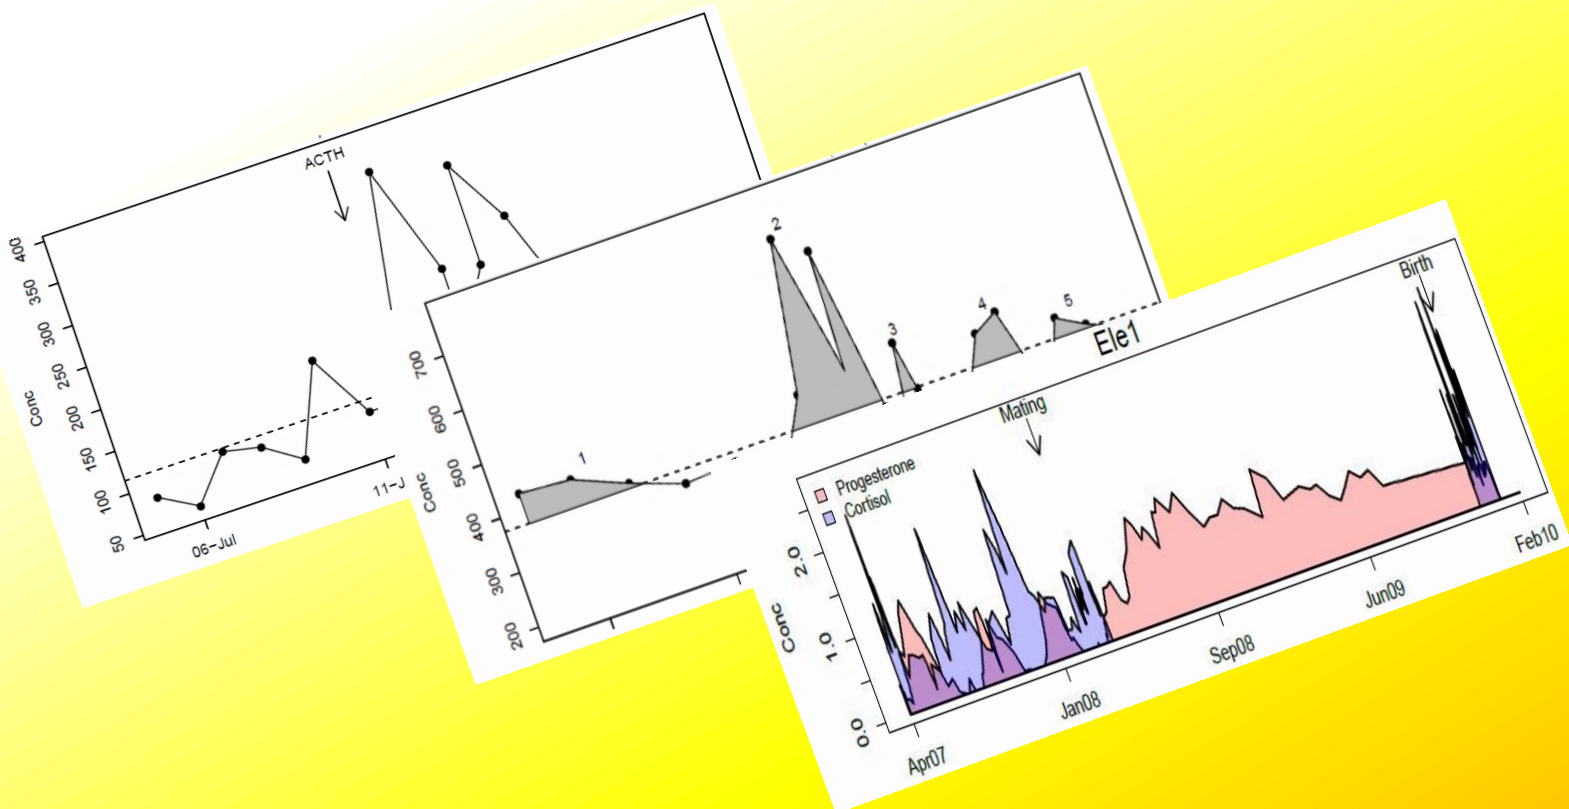 ACTH
400
350
300
250
200
150
100
50
Conc
06-Jul
11-J
2
3
4
5
1
700
600
500
400
300
200
Conc
Ele1
Mating
Birth
Progesterone
Cortisol
2.0
1.0
0.0
Conc
Apr07
Jan08
Sep08
Jun09
Feb10